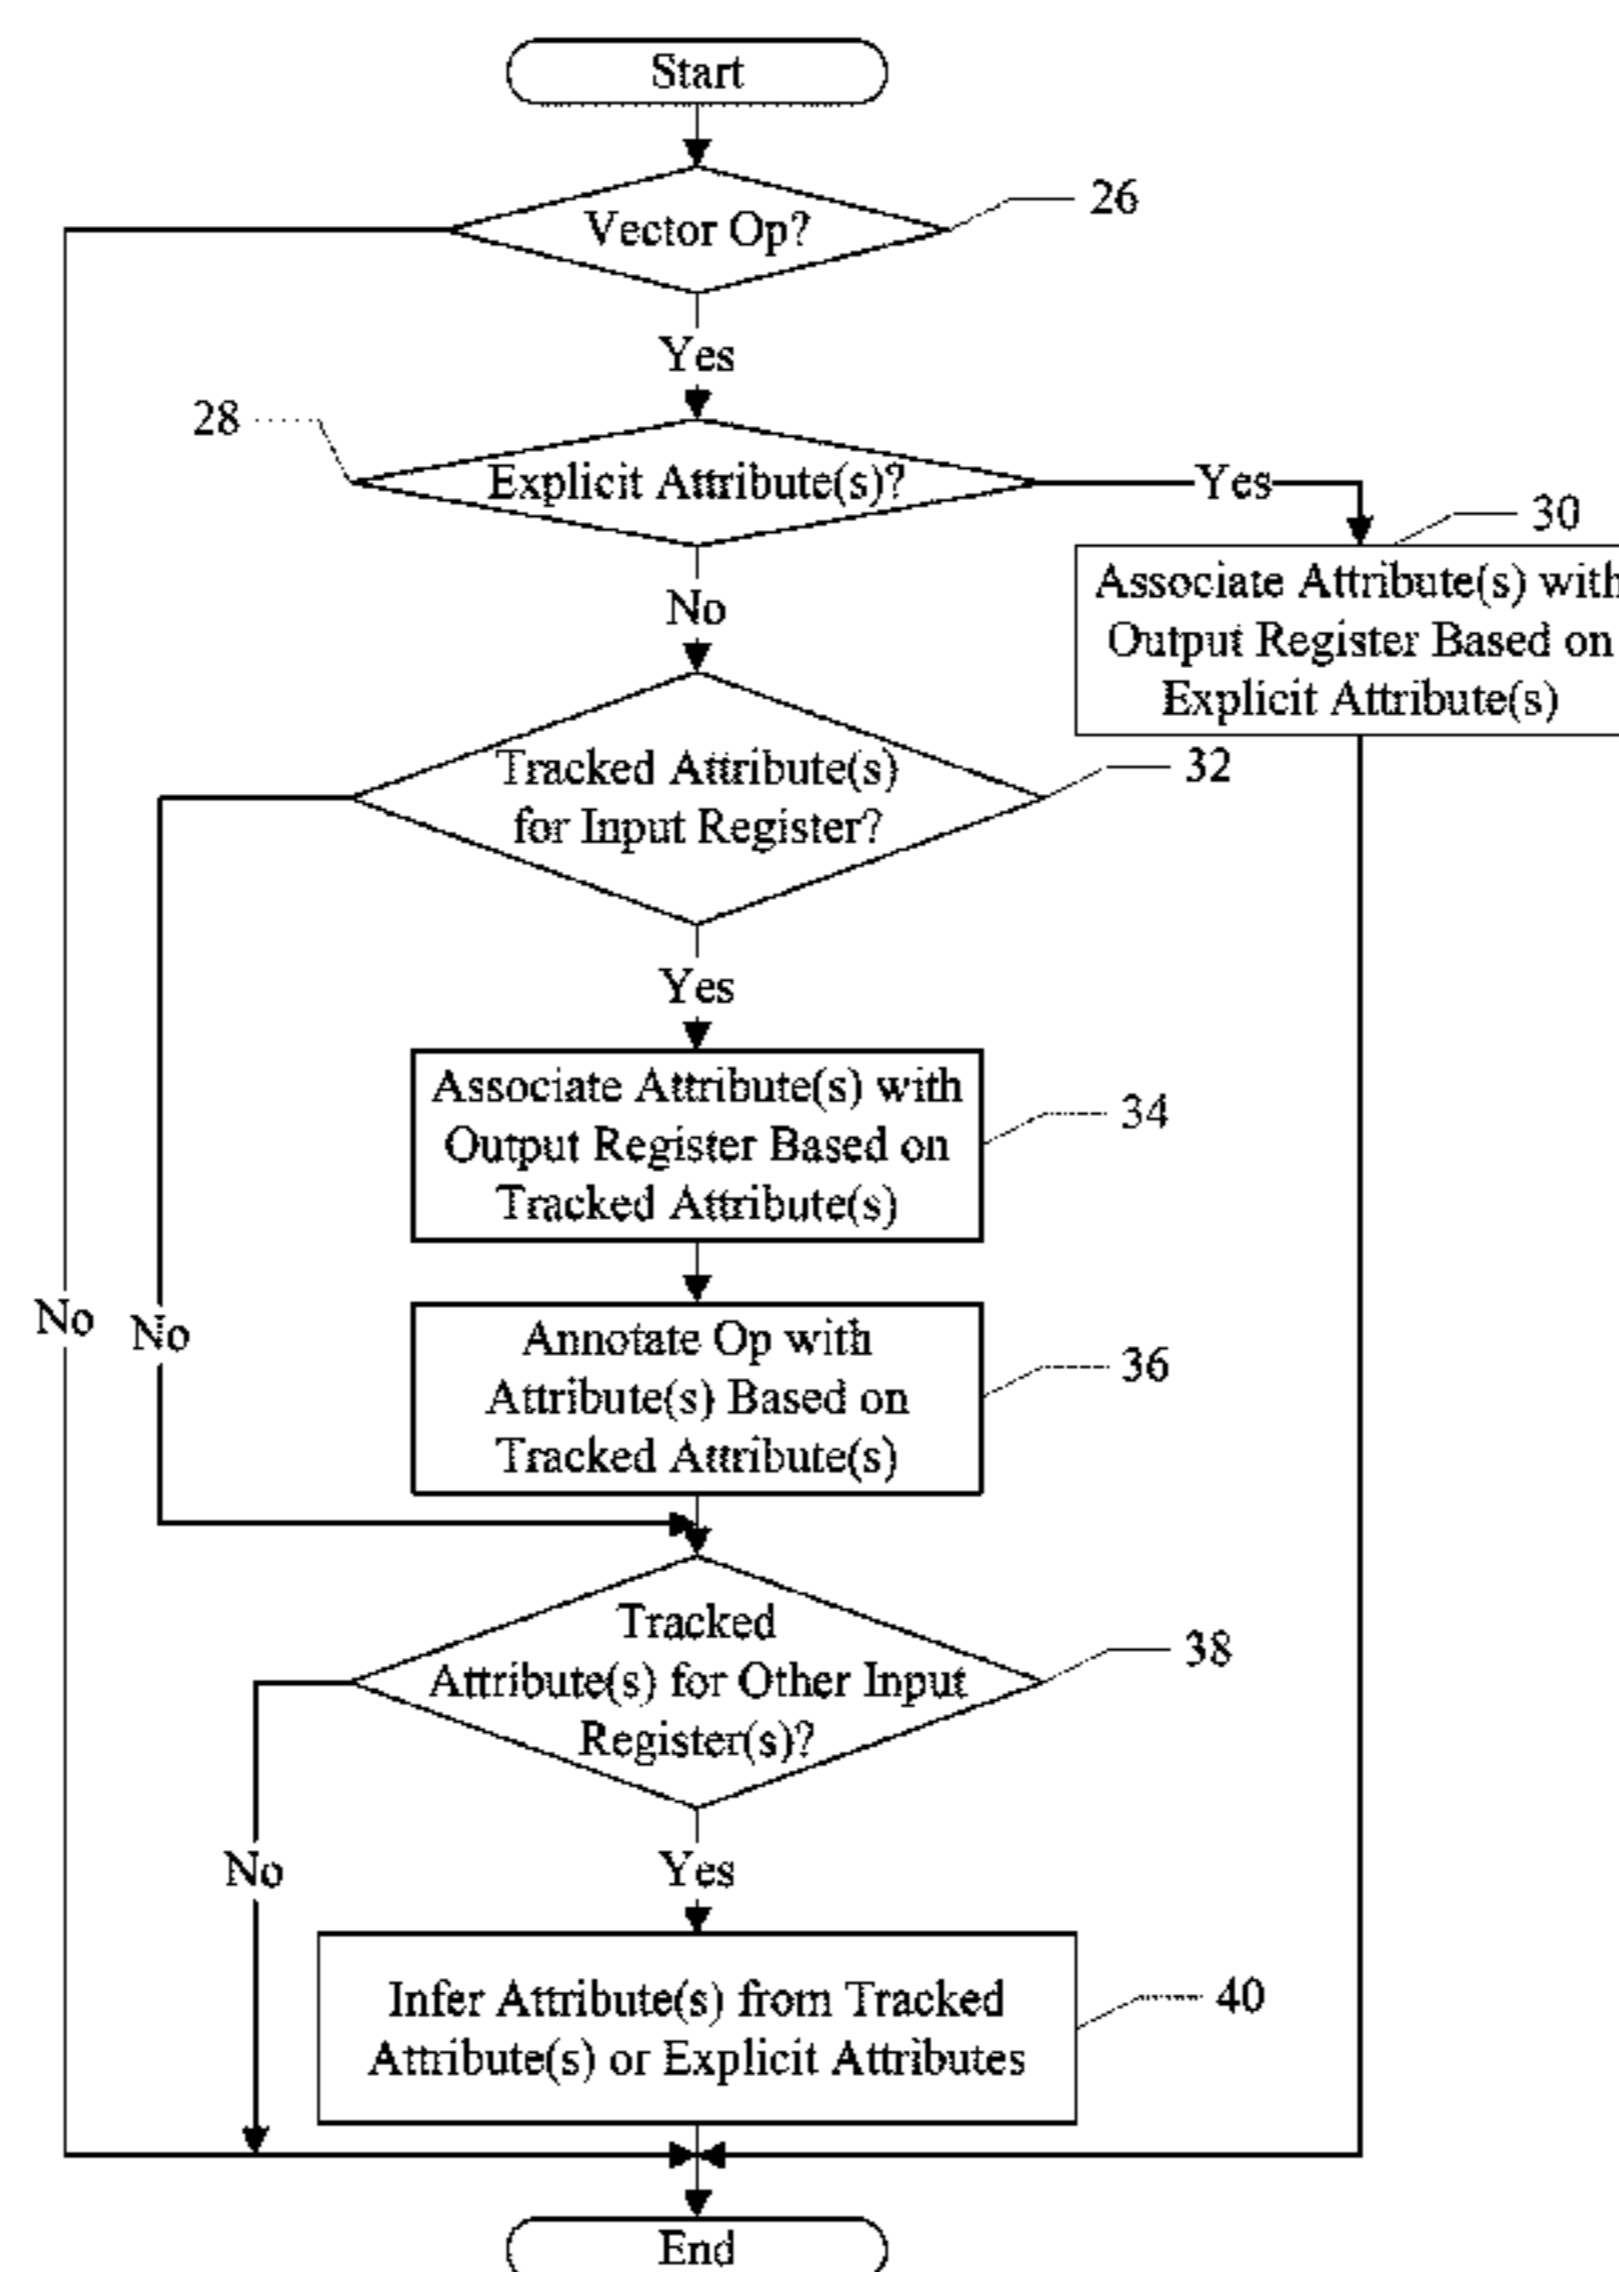 Start
Vector Op?
26
Yes
28
Explicit Attribute(s)?
Yes
30
Associate Attribute(s) with
Output Register Based on
Explicit Attribute(s)
No
Tracked Attribute(s)
for Input Register?
32
Yes
Associate Attribute(s) with
Output Register Based on
Tracked Attribute(s)
34
No
No
Annotate Op with
Attribute(s) Based on
Tracked Attribute(s)
36
Tracked
Attribute(s) for Other Input
Register(s)?
38
No
Yes
Infer Attribute(s) from Tracked
Attribute(s) or Explicit Attributes
40
End